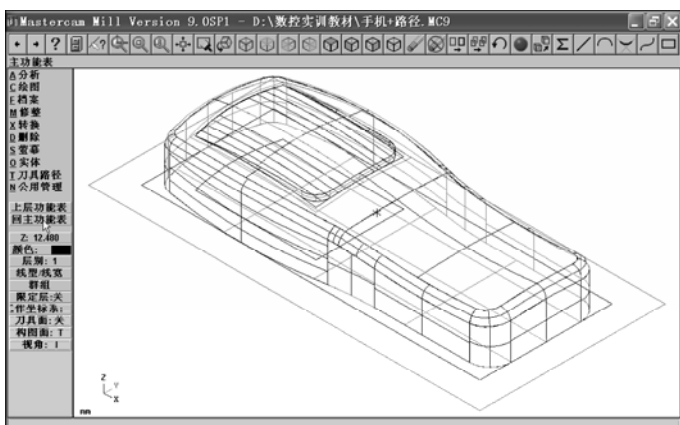 Mastercam Mill Version 9.0SP1 - D:\数控实训教材\手机+路径.MC9
主功能表
A分析
C绘图
F档案
M修整
X转换
D删除
S萤幕
O实体
T刀具路径
N公用管理
上层功能表
回主功能表
Z: 12.480
颜色:
层别: 1
线型/线宽
群组
限定层:关
作坐标系:
刀具面:关
构图面: T
视角: I
Z
Y
X
mm